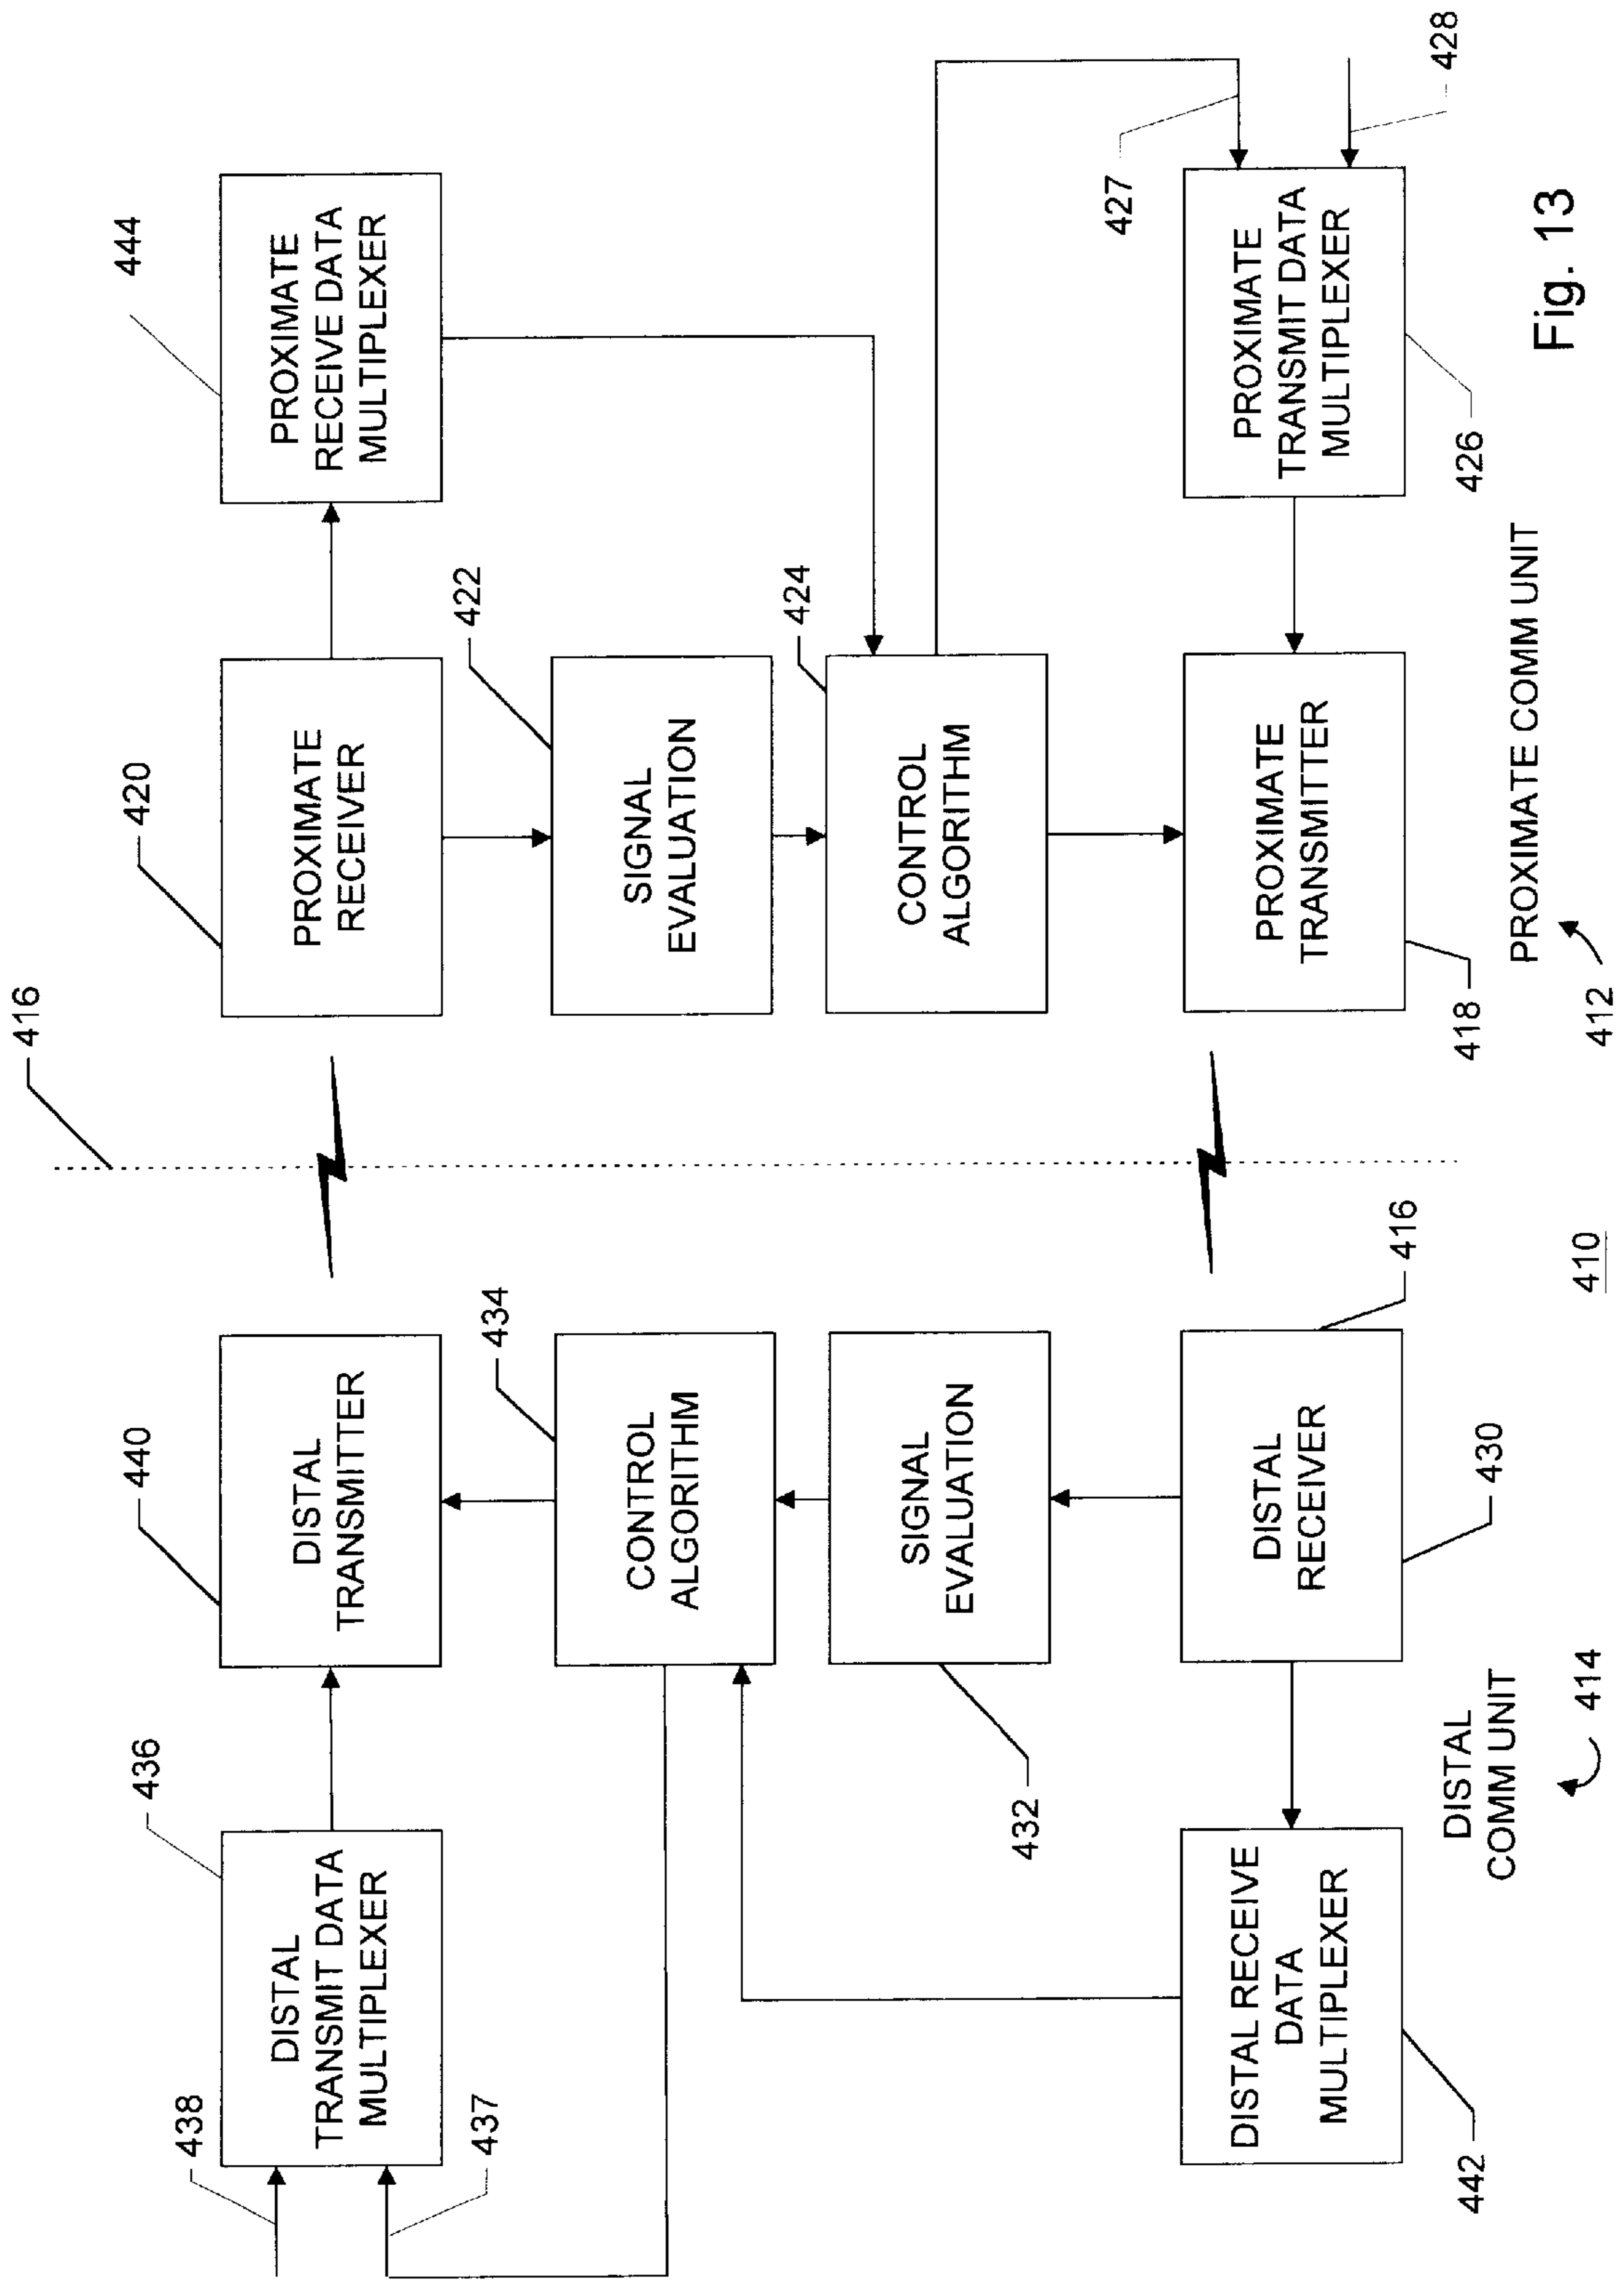 438
437
DISTAL
TRANSMIT DATA
MULTIPLEXER
436
DISTAL
TRANSMITTER
440
CONTROL
ALGORITHM
434
SIGNAL
EVALUATION
432
DISTAL
RECEIVER
430
416
DISTAL RECEIVE
DATA
MULTIPLEXER
442
DISTAL
COMM UNIT
414
410
416
PROXIMATE
RECEIVER
420
PROXIMATE
RECEIVE DATA
MULTIPLEXER
444
SIGNAL
EVALUATION
422
CONTROL
ALGORITHM
424
PROXIMATE
TRANSMITTER
418
PROXIMATE
TRANSMIT DATA
MULTIPLEXER
426
427
428
PROXIMATE COMM UNIT
412
Fig. 13